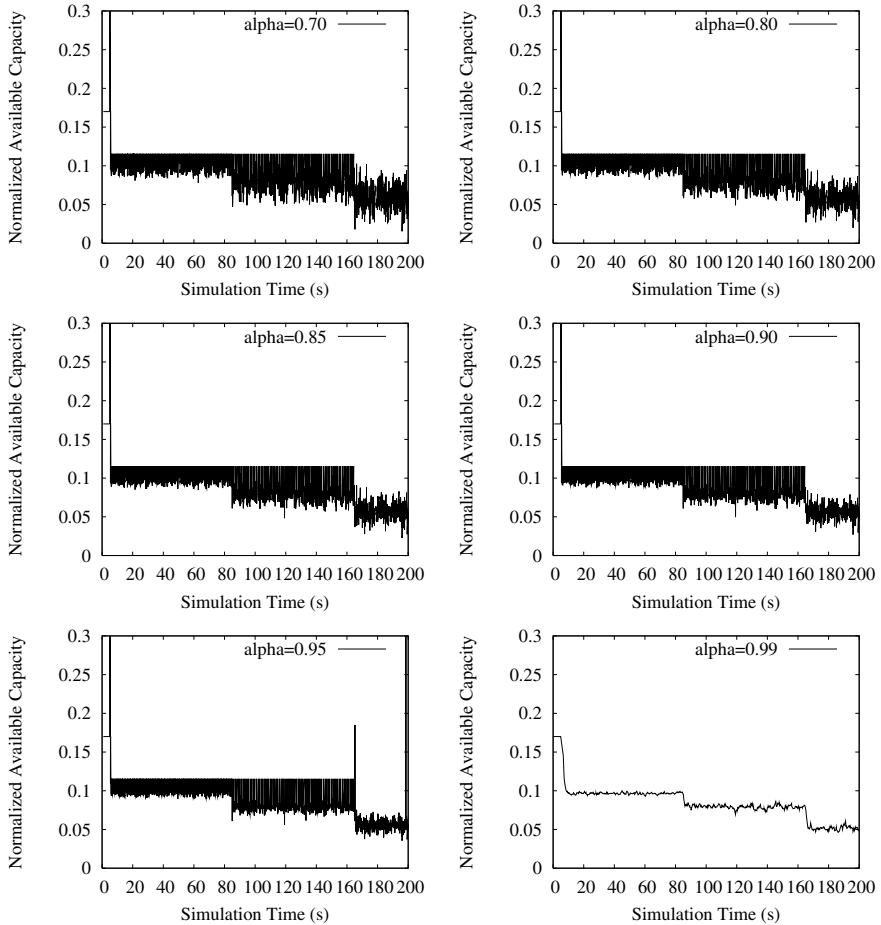 0.3
0.25
0.2
0.15
0.1
0.05
0
Normalized Available Capacity
alpha=0.70
0 20 40 60 80 100 120 140 160 180 200
Simulation Time (s)
0.3
0.25
0.2
0.15
0.1
0.05
0
Normalized Available Capacity
alpha=0.80
0 20 40 60 80 100 120 140 160 180 200
Simulation Time (s)
0.3
0.25
0.2
0.15
0.1
0.05
0
Normalized Available Capacity
alpha=0.85
0 20 40 60 80 100 120 140 160 180 200
Simulation Time (s)
0.3
0.25
0.2
0.15
0.1
0.05
0
Normalized Available Capacity
alpha=0.90
0 20 40 60 80 100 120 140 160 180 200
Simulation Time (s)
0.3
0.25
0.2
0.15
0.1
0.05
0
Normalized Available Capacity
alpha=0.95
0 20 40 60 80 100 120 140 160 180 200
Simulation Time (s)
0.3
0.25
0.2
0.15
0.1
0.05
0
Normalized Available Capacity
alpha=0.99
0 20 40 60 80 100 120 140 160 180 200
Simulation Time (s)